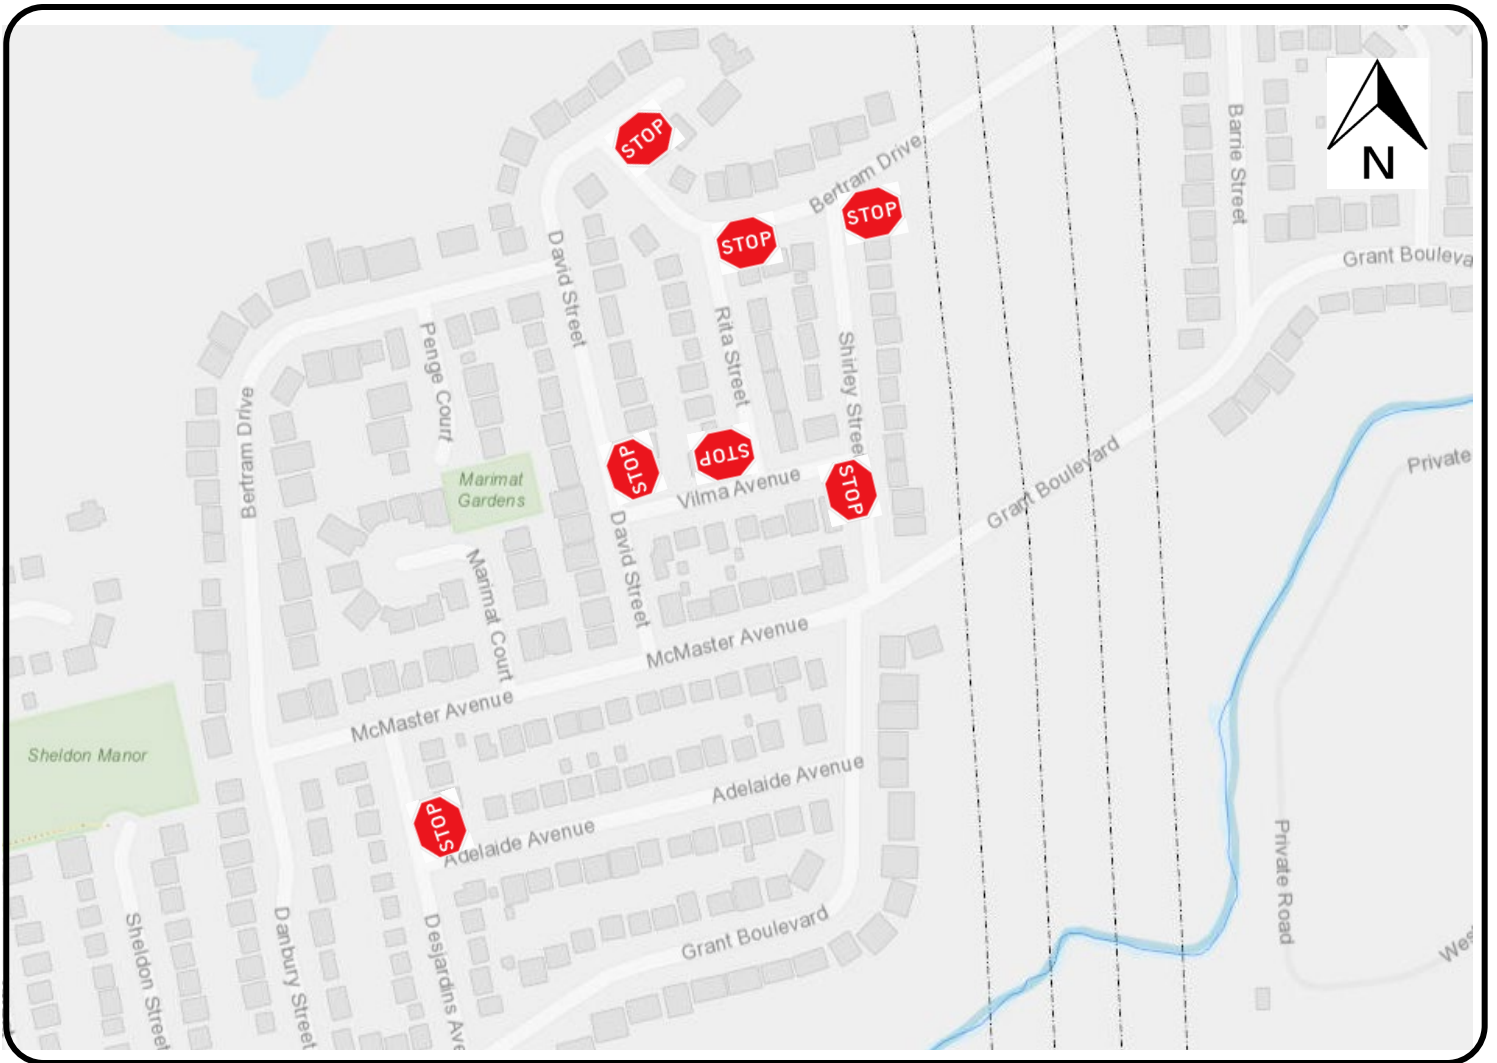 STOP
Barrie Street
N
Bertram Drive
STOP
STOP
David Street
Grant Bouleva
Rita Street
Penge Court
Shirley Street
Bertram Drive
STOP
STOP
STOP
Marimat
Gardens
Vilma Avenue
Grant Boulevard
Private
David Street
Marimat Court
McMaster Avenue
McMaster Avenue
Sheldon Manor
Adelaide Avenue
STOP
Adelaide Avenue
Private Road
Sheldon Street
Danbury Street
Desjardins Ave
Grant Boulevard
Wes